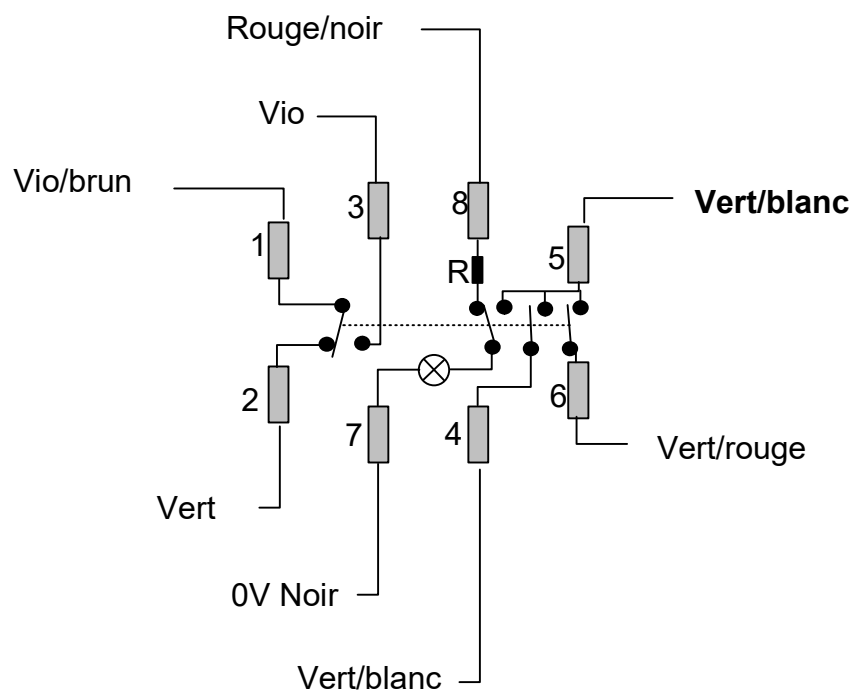 Rouge/noir
Vio
Vio/brun
3
8
Vert/blanc
1
5
R
2
7
4
6
Vert/rouge
Vert
0V Noir
Vert/blanc